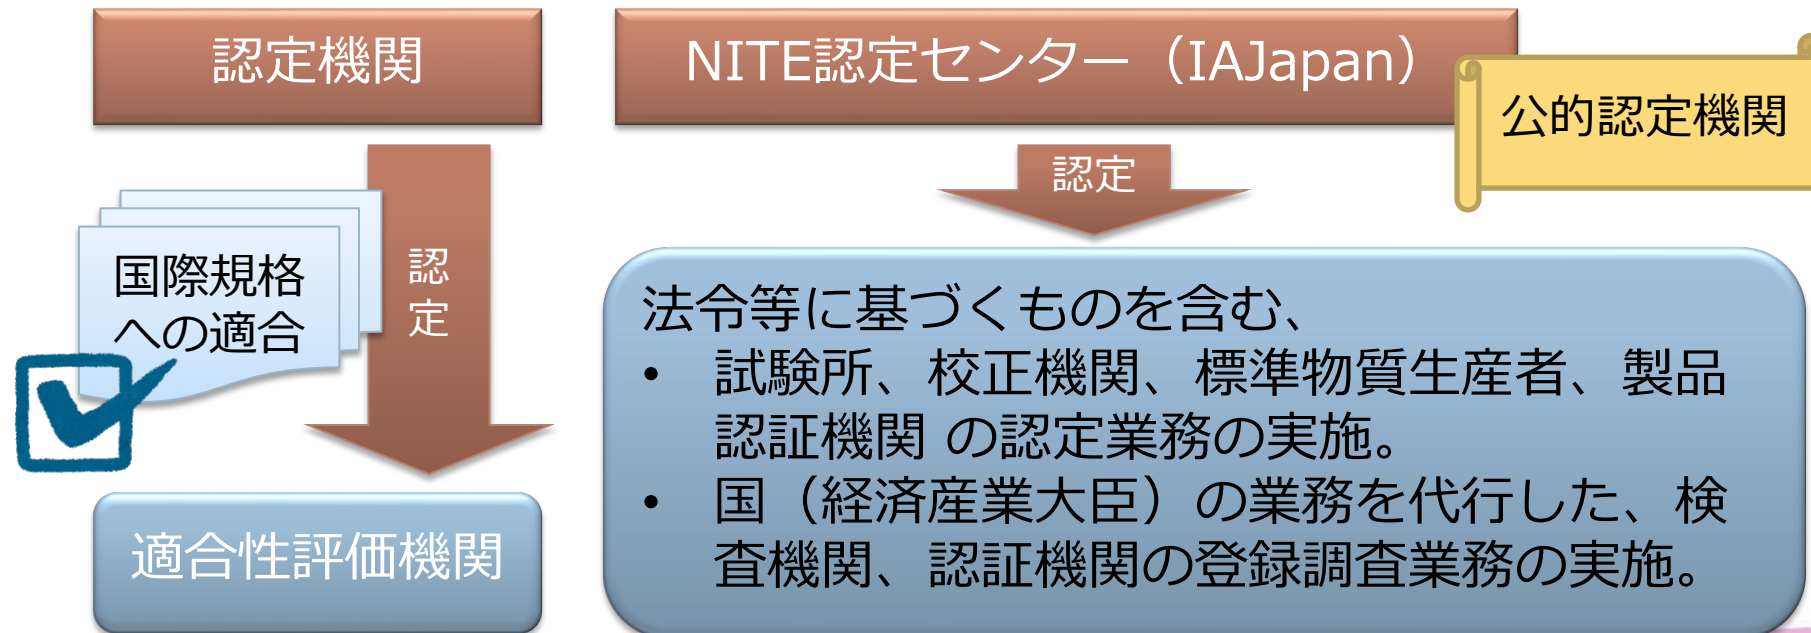 認定機関
認定
国際規格
への適合
適合性評価機関
NITE認定センター（IAJapan）
公的認定機関
認定
法令等に基づくものを含む、
• 試験所、校正機関、標準物質生産者、製品
認証機関 の認定業務の実施。
• 国（経済産業大臣）の業務を代行した、検
査機関、認証機関の登録調査業務の実施。